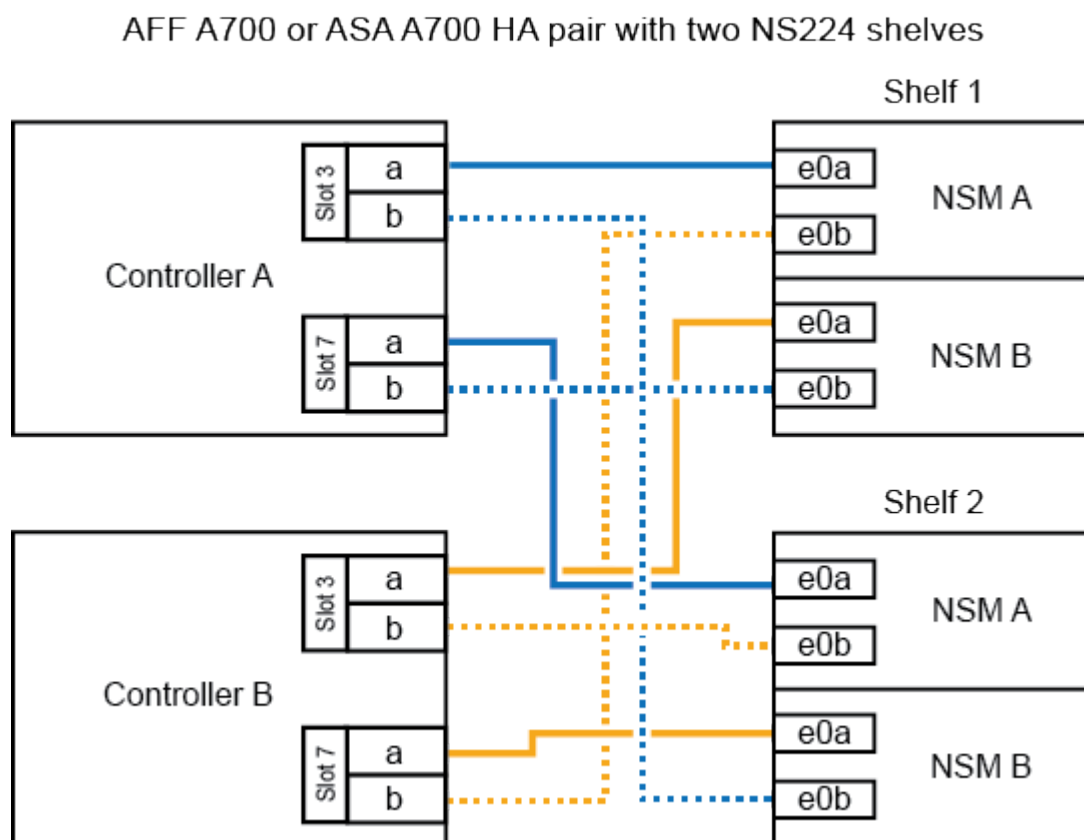 AFF A700 or ASA A700 HA pair with two NS224 shelves
Shelf 1
Controller A
Slot 3
a
b
Slot 7
a
b
e0a
e0b
NSM A
e0a
e0b
NSM B
Shelf 2
Controller B
Slot 3
a
b
Slot 7
a
b
e0a
e0b
NSM A
e0a
e0b
NSM B